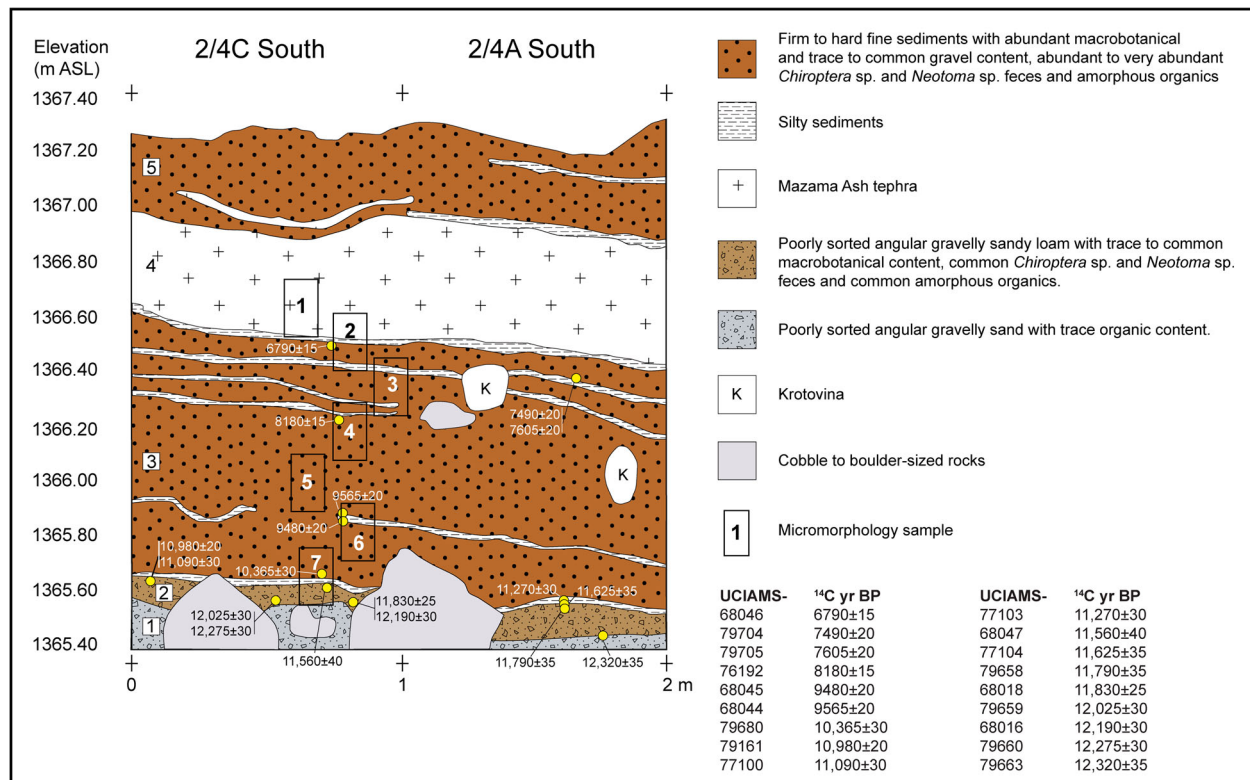 Elevation
(m ASL)
2/4C South
2/4A South
1367.40
1367.20
1367.00
1366.80
1366.60
1366.40
1366.20
1366.00
1365.80
1365.60
1365.40
5
4
3
2
1
1
2
3
4
5
6
7
K
K
6790±15
7490±20
7605±20
8180±15
9565±20
9480±20
10,980±20
11,090±30
10,365±30
12,025±30
12,275±30
11,830±25
12,190±30
11,270±30
11,625±35
11,560±40
11,790±35
12,320±35
0
1
2 m
Firm to hard fine sediments with abundant macrobotanical
and trace to common gravel content, abundant to very abundant
Chiroptera sp. and Neotoma sp. feces and amorphous organics
Silty sediments
Mazama Ash tephra
Poorly sorted angular gravelly sandy loam with trace to common
macrobotanical content, common Chiroptera sp. and Neotoma sp.
feces and common amorphous organics.
Poorly sorted angular gravelly sand with trace organic content.
K
Krotovina
Cobble to boulder-sized rocks
1
Micromorphology sample
UCIAMS- ¹⁴C yr BP
68046 6790±15
79704 7490±20
79705 7605±20
76192 8180±15
68045 9480±20
68044 9565±20
79680 10,365±30
79161 10,980±20
77100 11,090±30
UCIAMS- ¹⁴C yr BP
77103 11,270±30
68047 11,560±40
77104 11,625±35
79658 11,790±35
68018 11,830±25
79659 12,025±30
68016 12,190±30
79660 12,275±30
79663 12,320±35